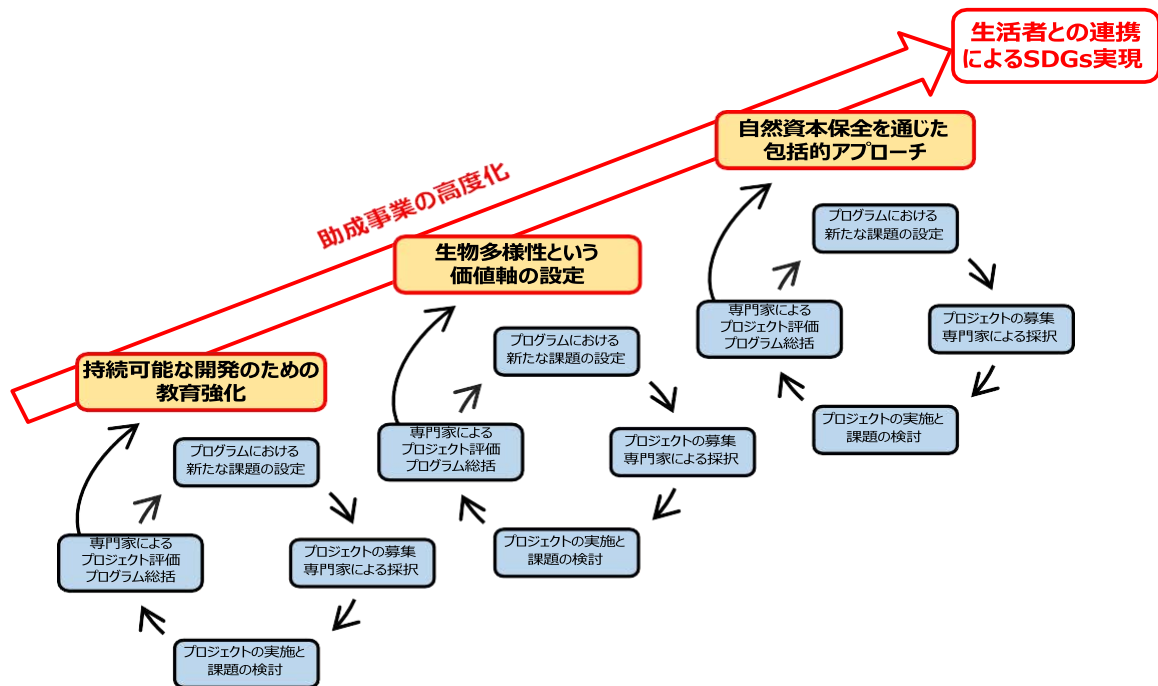 生活者との連携
によるSDGs実現
自然資本保全を通じた
包括的アプローチ
助成事業の高度化
プログラムにおける
新たな課題の設定
専門家による
プロジェクト評価
プログラム総括
プロジェクトの募集
専門家による採択
プロジェクトの実施と
課題の検討
生物多様性という
価値軸の設定
プログラムにおける
新たな課題の設定
専門家による
プロジェクト評価
プログラム総括
プロジェクトの募集
専門家による採択
プロジェクトの実施と
課題の検討
持続可能な開発のための
教育強化
プログラムにおける
新たな課題の設定
専門家による
プロジェクト評価
プログラム総括
プロジェクトの募集
専門家による採択
プロジェクトの実施と
課題の検討